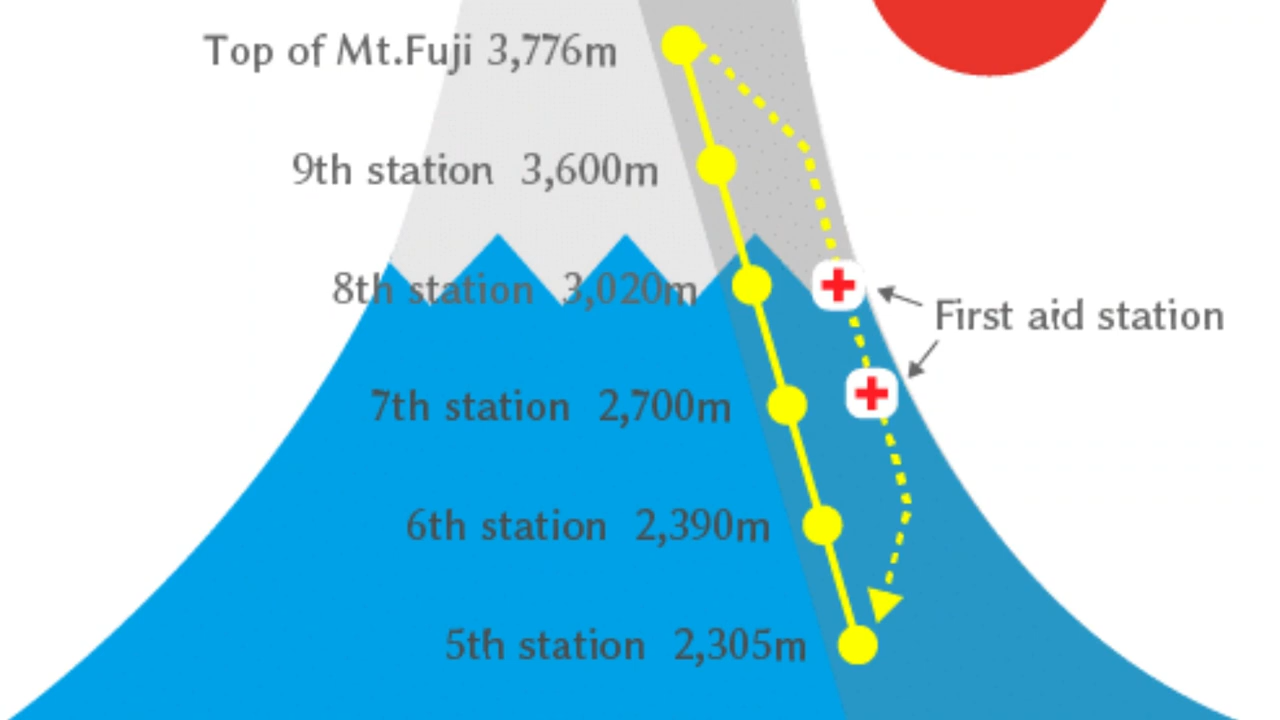 Top of Mt.Fuji 3,776m
9th station 3,600m
8th station 3,020m
First aid station
7th station 2,700m
6th station 2,390m
5th station 2,305m